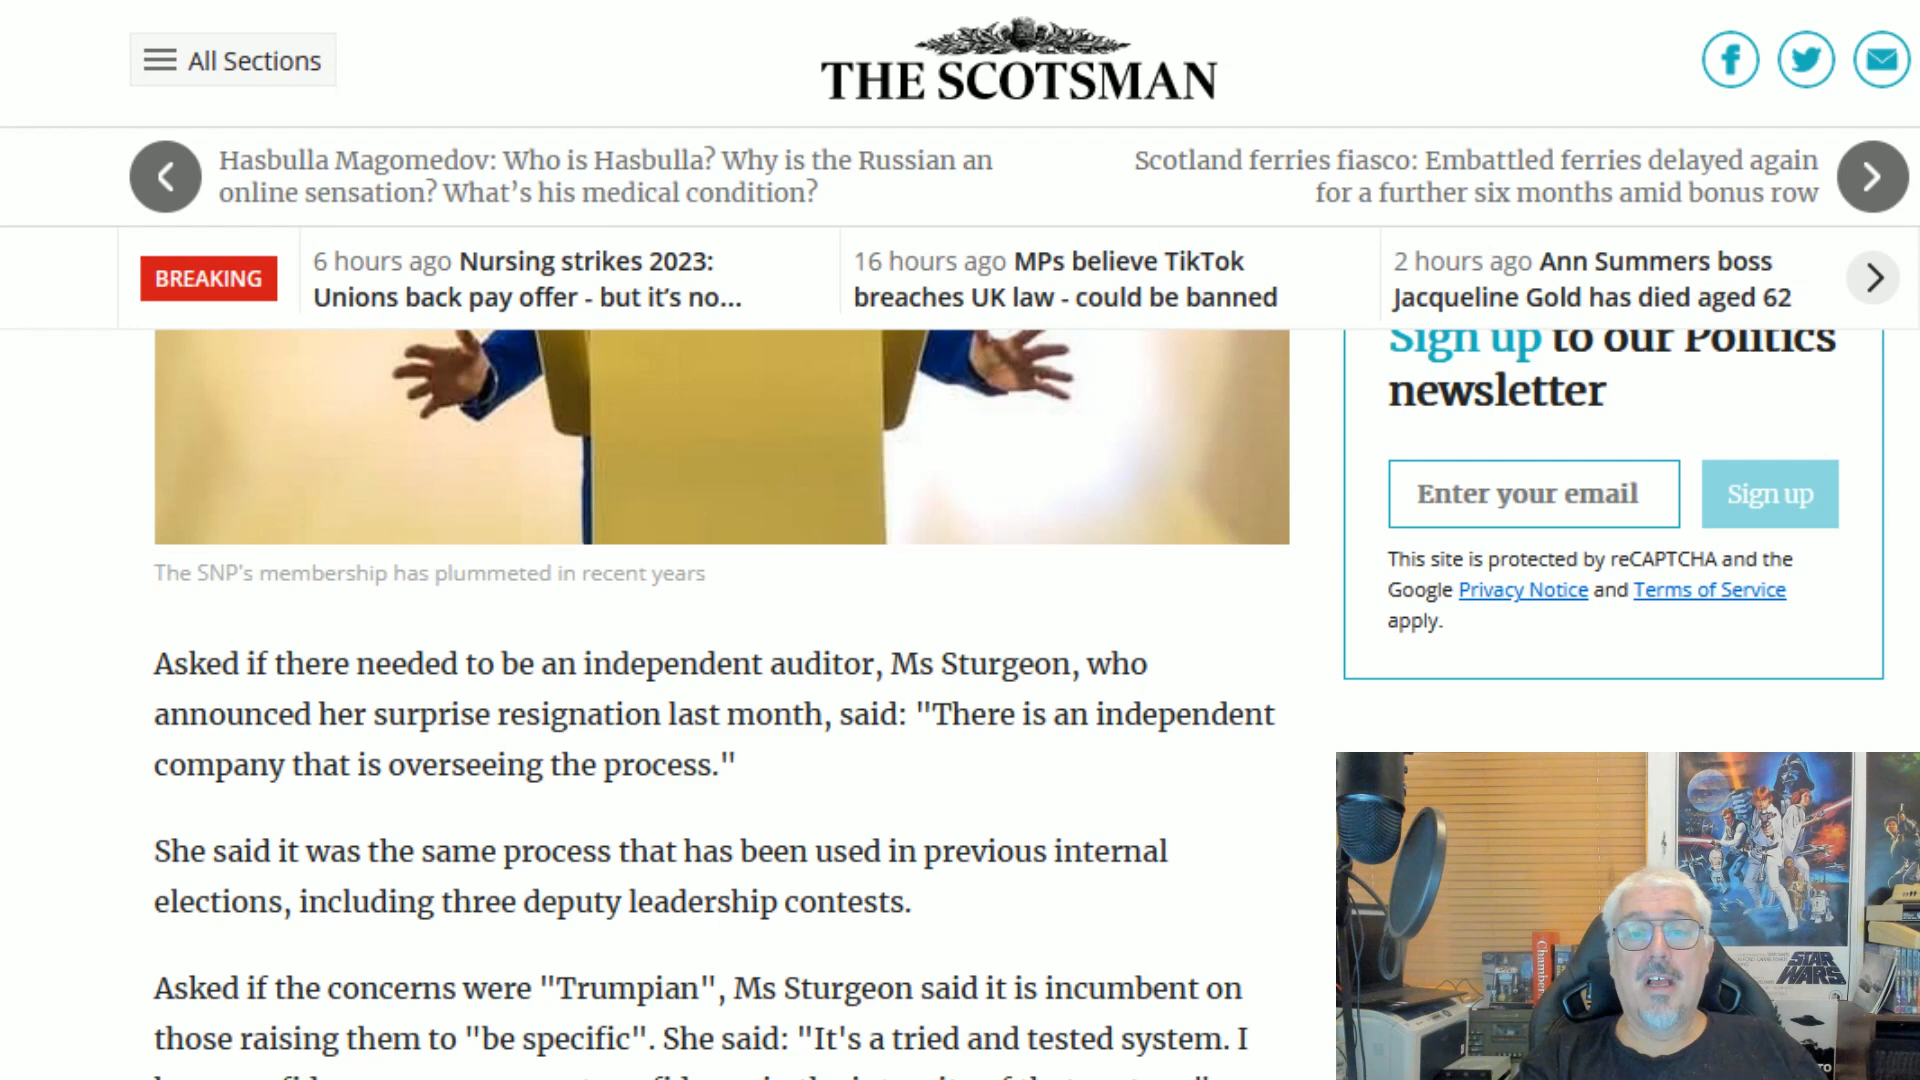 All Sections
THE SCOTSMAN
Hasbulla Magomedov: Who is Hasbulla? Why is the Russian an
online sensation? What's his medical condition?
Scotland ferries fiasco: Embattled ferries delayed again
for a further six months amid bonus row
BREAKING
6 hours ago Nursing strikes 2023:
Unions back pay offer - but it's no...
16 hours ago MPs believe TikTok
breaches UK law - could be banned
2 hours ago Ann Summers boss
Jacqueline Gold has died aged 62
Sign up to our Politics
newsletter
Enter your email
Sign up
This site is protected by reCAPTCHA and the
Google Privacy Notice and Terms of Service
apply.
The SNP's membership has plummeted in recent years
Asked if there needed to be an independent auditor, Ms Sturgeon, who
announced her surprise resignation last month, said: "There is an independent
company that is overseeing the process."
She said it was the same process that has been used in previous internal
elections, including three deputy leadership contests.
Asked if the concerns were "Trumpian", Ms Sturgeon said it is incumbent on
those raising them to "be specific". She said: "It's a tried and tested system. I
STAR
WARS